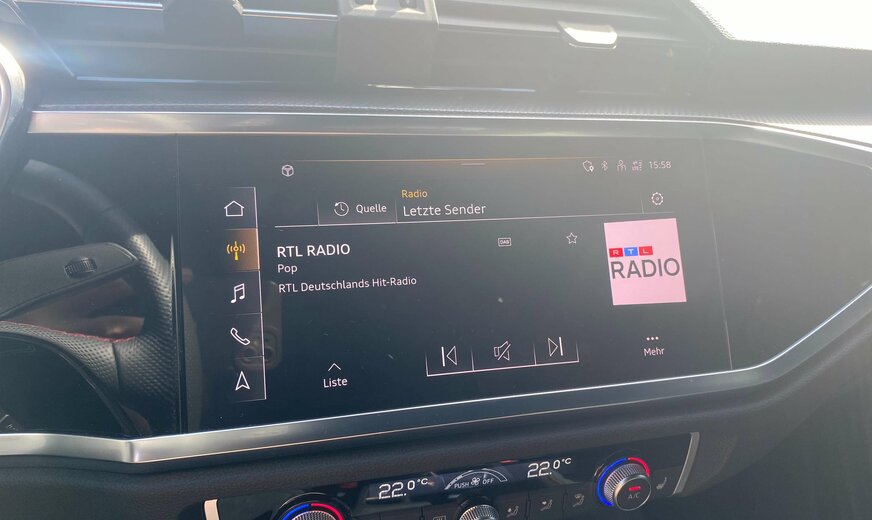 15:58
Radio
Quelle
Letzte Sender
RTL RADIO
DAB
Pop
RTL Deutschlands Hit-Radio
RTL
RADIO
Liste
Mehr
22.0 °C
PUSH OFF
22.0 °C
A/C